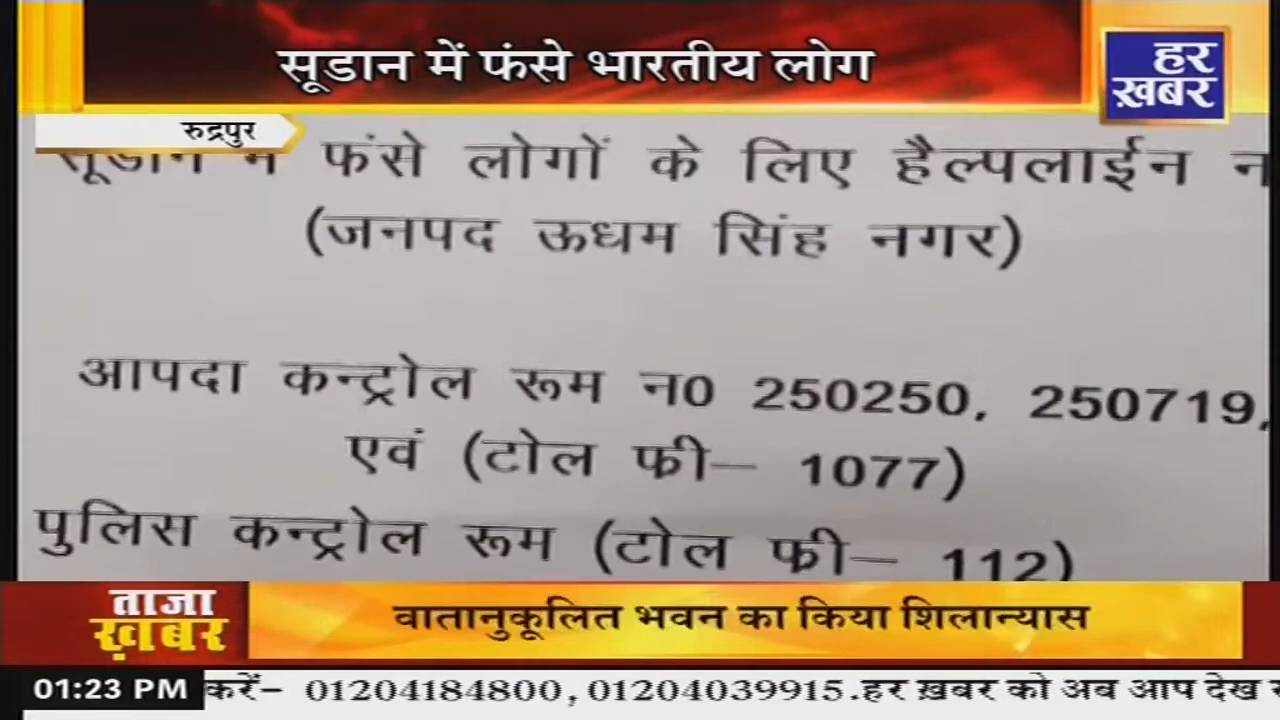 सूडान में फंसे भारतीय लोग
हर
ख़बर
रुद्रपुर
फंसे लोगों के लिए हैल्पलाईन
(जनपद ऊधम सिंह नगर)
आपदा कन्ट्रोल रूम न0 250250, 250719,
एवं (टोल फी– 1077)
पुलिस कन्ट्रोल रूम (टोल फी– 112)
ताजा
ख़बर
वातानुकूलित भवन का किया शिलान्यास
01:23 PM
करें– 01204184800, 01204039915.हर ख़बर को अब आप देख